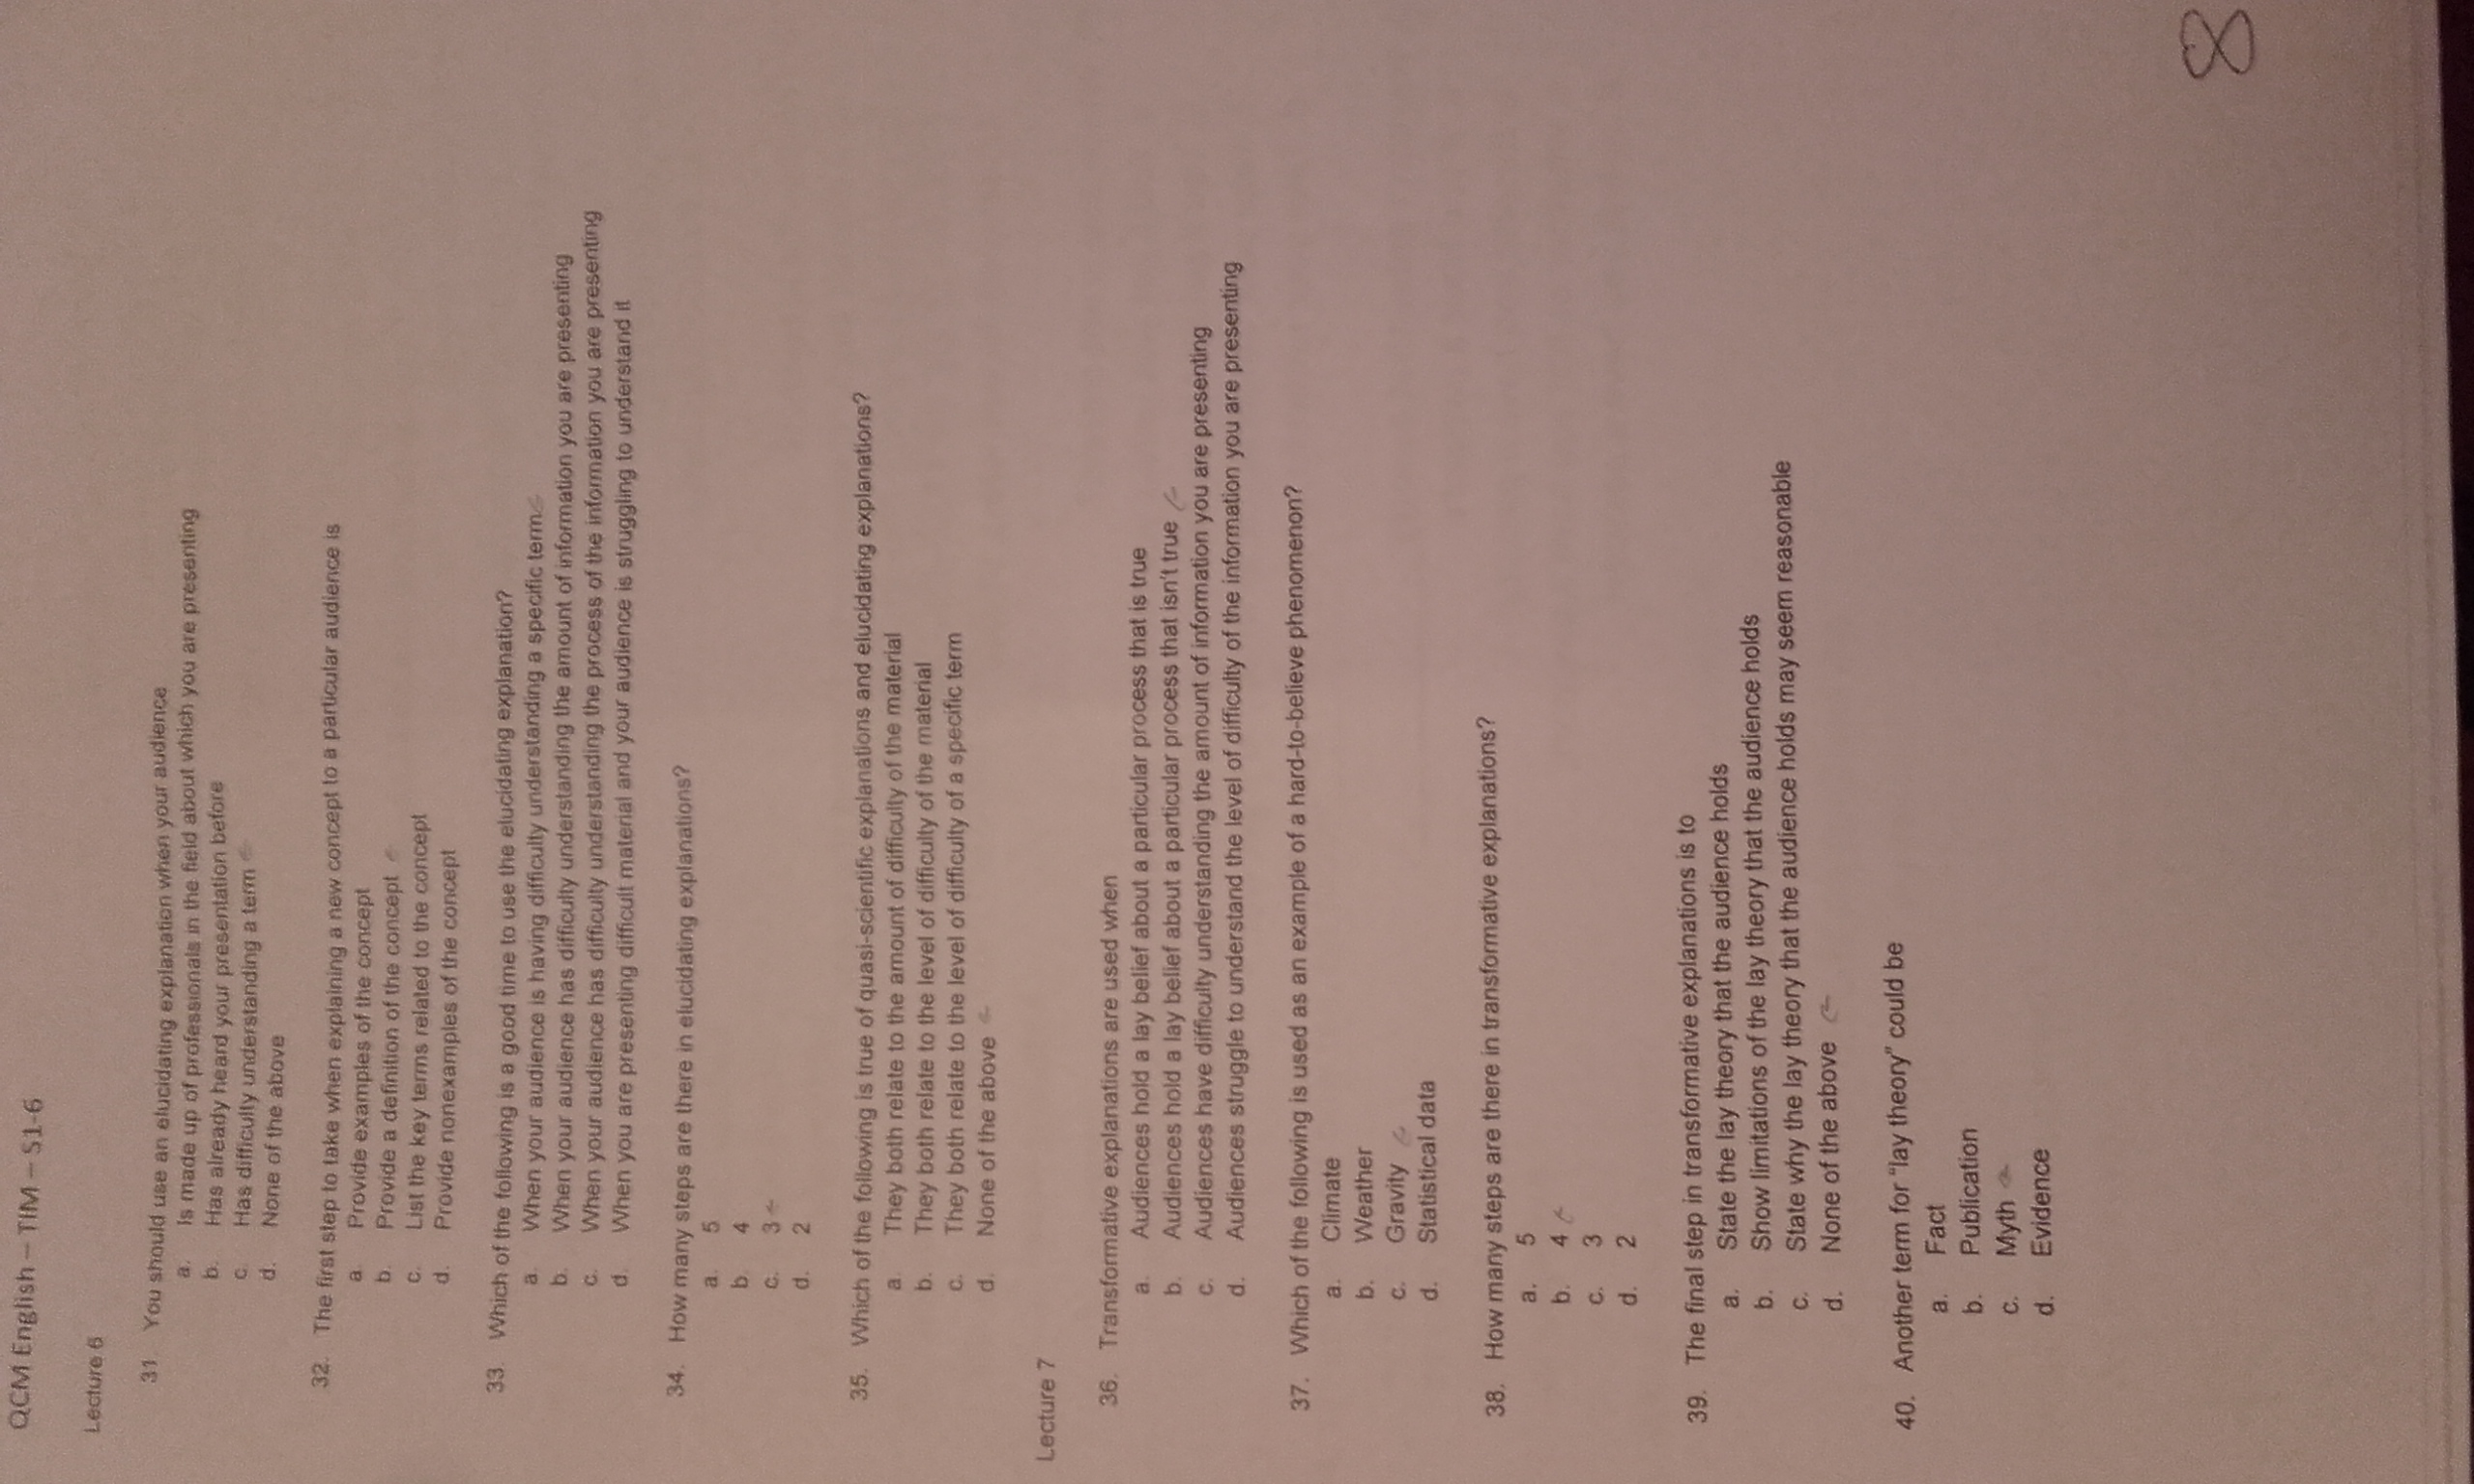 QCM English – TIM – S1-6
Lecture 6
31. You should use an elucidating explanation when your audience
a. Is made up of professionals in the field about which you are presenting
b. Has already heard your presentation before
c. Has difficulty understanding a term
d. None of the above
32. The first step to take when explaining a new concept to a particular audience is
a. Provide examples of the concept
b. Provide a definition of the concept
c. List the key terms related to the concept
d. Provide nonexamples of the concept
33. Which of the following is a good time to use the elucidating explanation?
a. When your audience is having difficulty understanding a specific term
b. When your audience has difficulty understanding the amount of information you are presenting
c. When your audience has difficulty understanding the process of the information you are presenting
d. When you are presenting difficult material and your audience is struggling to understand it
34. How many steps are there in elucidating explanations?
a. 5
b. 4
c. 3
d. 2
35. Which of the following is true of quasi-scientific explanations and elucidating explanations?
a. They both relate to the amount of difficulty of the material
b. They both relate to the level of difficulty of the material
c. They both relate to the level of difficulty of a specific term
d. None of the above
Lecture 7
36. Transformative explanations are used when
a. Audiences hold a lay belief about a particular process that is true
b. Audiences hold a lay belief about a particular process that isn't true
c. Audiences have difficulty understanding the amount of information you are presenting
d. Audiences struggle to understand the level of difficulty of the information you are presenting
37. Which of the following is used as an example of a hard-to-believe phenomenon?
a. Climate
b. Weather
c. Gravity
d. Statistical data
38. How many steps are there in transformative explanations?
a. 5
b. 4
c. 3
d. 2
39. The final step in transformative explanations is to
a. State the lay theory that the audience holds
b. Show limitations of the lay theory that the audience holds
c. State why the lay theory that the audience holds may seem reasonable
d. None of the above
40. Another term for “lay theory” could be
a. Fact
b. Publication
c. Myth
d. Evidence
8